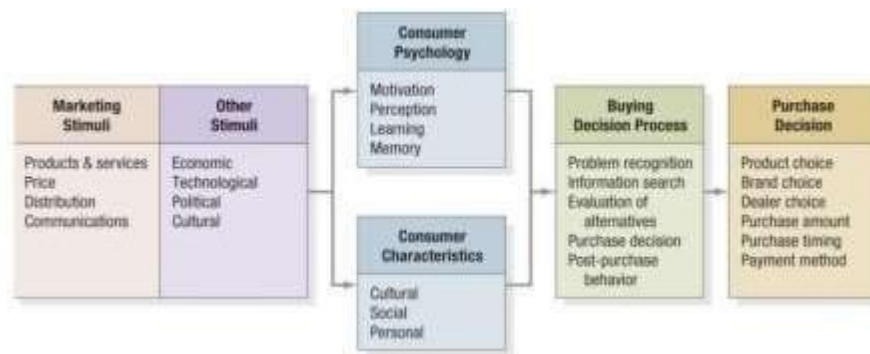 Marketing
Stimuli
Products & services
Price
Distribution
Communications
Other
Stimuli
Economic
Technological
Political
Cultural
Consumer
Psychology
Motivation
Perception
Learning
Memory
Consumer
Characteristics
Cultural
Social
Personal
Buying
Decision Process
Problem recognition
Information search
Evaluation of
alternatives
Purchase decision
Post-purchase
behavior
Purchase
Decision
Product choice
Brand choice
Dealer choice
Purchase amount
Purchase timing
Payment method